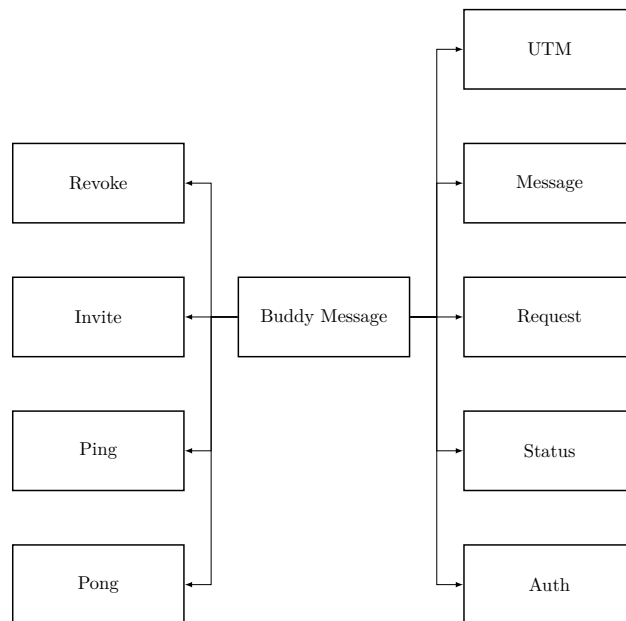 UTM
Revoke
Message
Invite
Buddy Message
Request
Ping
Status
Pong
Auth